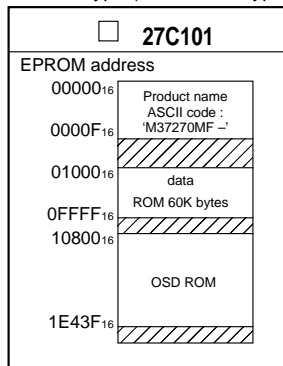 27C101
EPROM address
00000₁₆
Product name
ASCII code :
‘M37270MF –’
0000F₁₆
01000₁₆
data
ROM 60K bytes
0FFFF₁₆
10800₁₆
OSD ROM
1E43F₁₆